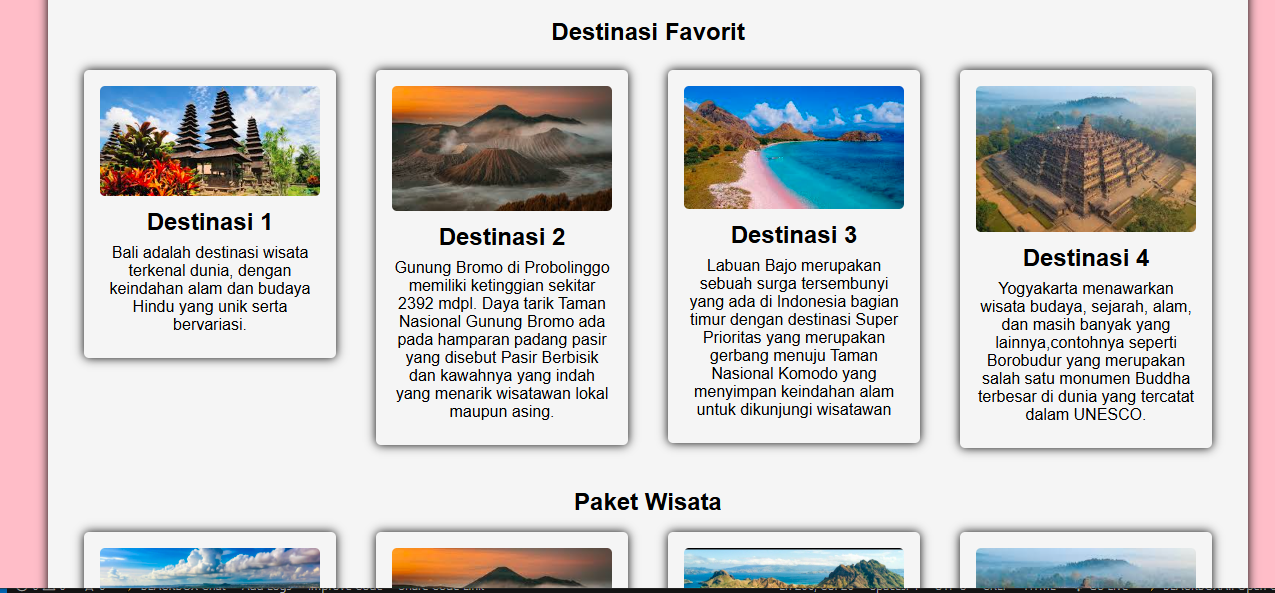 Destinasi Favorit
Destinasi 1
Bali adalah destinasi wisata
terkenal dunia, dengan
keindahan alam dan budaya
Hindu yang unik serta
bervariasi.
Destinasi 2
Gunung Bromo di Probolinggo
memiliki ketinggian sekitar
2392 mdpl. Daya tarik Taman
Nasional Gunung Bromo ada
pada hamparan padang pasir
yang disebut Pasir Berbisik
dan kawahnya yang indah
yang menarik wisatawan lokal
maupun asing.
Destinasi 3
Labuan Bajo merupakan
sebuah surga tersembunyi
yang ada di Indonesia bagian
timur dengan destinasi Super
Prioritas yang merupakan
gerbang menuju Taman
Nasional Komodo yang
menyimpan keindahan alam
untuk dikunjungi wisatawan
Destinasi 4
Yogyakarta menawarkan
wisata budaya, sejarah, alam,
dan masih banyak yang
lainnya,contohnya seperti
Borobudur yang merupakan
salah satu monumen Buddha
terbesar di dunia yang tercatat
dalam UNESCO.
Paket Wisata